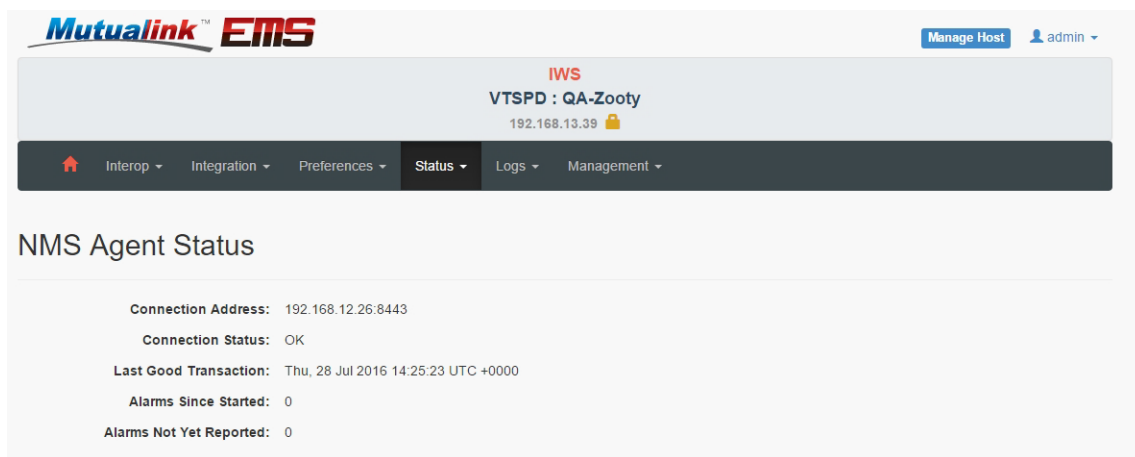 Mutualink™ EMS
Manage Host admin
IWS
VTSPD : QA-Zooty
192.168.13.39
Interop Integration Preferences Status Logs Management
NMS Agent Status
Connection Address: 192.168.12.26:8443
Connection Status: OK
Last Good Transaction: Thu, 28 Jul 2016 14:25:23 UTC +0000
Alarms Since Started: 0
Alarms Not Yet Reported: 0